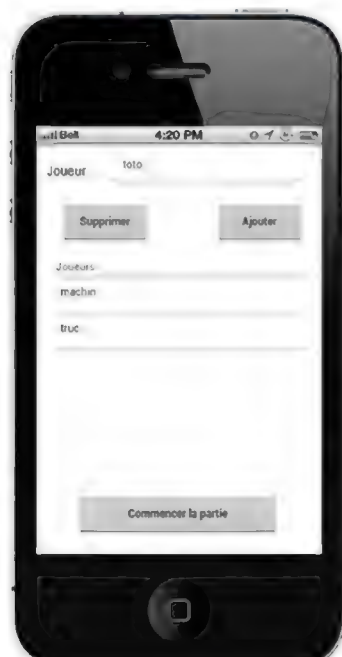 Bell 4:20 PM
Joueur toto
Supprimer Ajouter
Joueurs
machin
truc
Commencer la partie